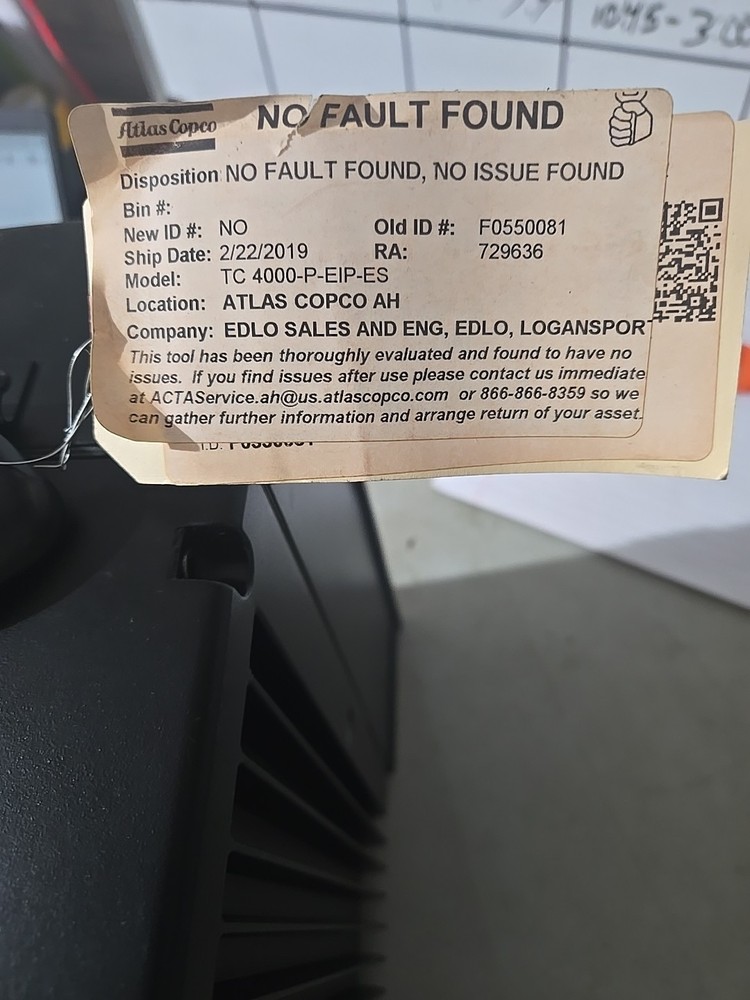 1045-300
Atlas Copco
NO FAULT FOUND
Disposition NO FAULT FOUND, NO ISSUE FOUND
Bin #:
New ID #: NO Old ID #: F0550081
Ship Date: 2/22/2019 RA: 729636
Model: TC 4000-P-EIP-ES
Location: ATLAS COPCO AH
Company: EDLO SALES AND ENG, EDLO, LOGANSPOR
This tool has been thoroughly evaluated and found to have no
issues. If you find issues after use please contact us immediate
at ACTAService.ah@us.atlascopco.com or 866-866-8359 so we
can gather further information and arrange return of your asset.
I.D. F0550081